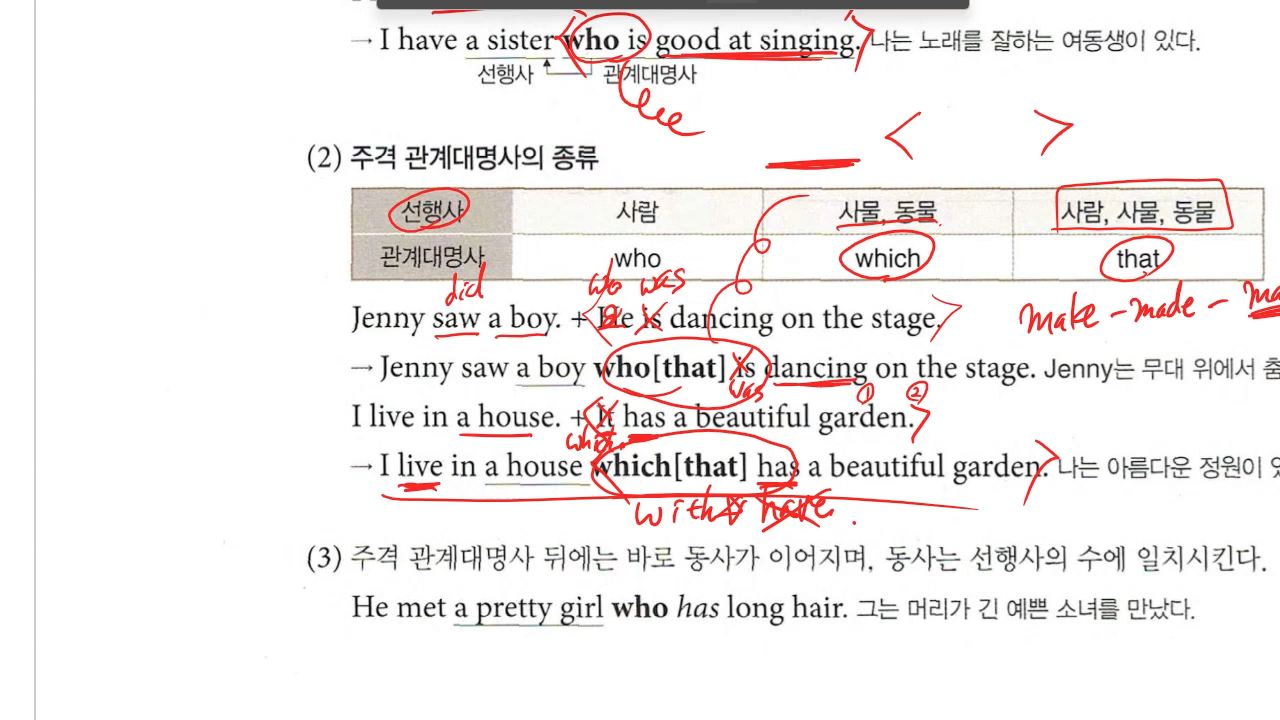 → I have a sister who is good at singing. 나는 노래를 잘하는 여동생이 있다.
선행사 관계대명사
(2) 주격 관계대명사의 종류
선행사 사람 사물, 동물 사람, 사물, 동물
관계대명사 who which that
did who was
Jenny saw a boy. + He is dancing on the stage.
make - made - ma
→ Jenny saw a boy who[that] is dancing on the stage. Jenny는 무대 위에서 춤
was ① ②
I live in a house. + It has a beautiful garden.
which
→ I live in a house which[that] has a beautiful garden. 나는 아름다운 정원이 있
with have.
(3) 주격 관계대명사 뒤에는 바로 동사가 이어지며, 동사는 선행사의 수에 일치시킨다.
He met a pretty girl who has long hair. 그는 머리가 긴 예쁜 소녀를 만났다.